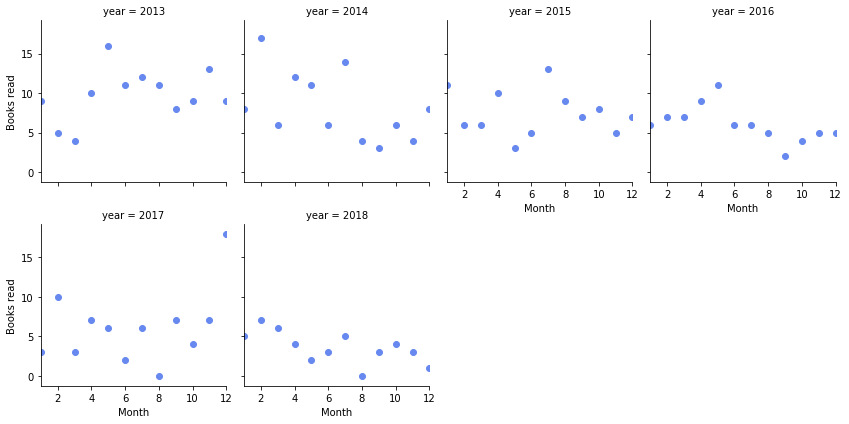 year = 2013 year = 2014 year = 2015 year = 2016
Books read
15
10
5
0
2 4 6 8 10 12 2 4 6 8 10 12
Month Month
year = 2017 year = 2018
Books read
15
10
5
0
2 4 6 8 10 12 2 4 6 8 10 12
Month Month